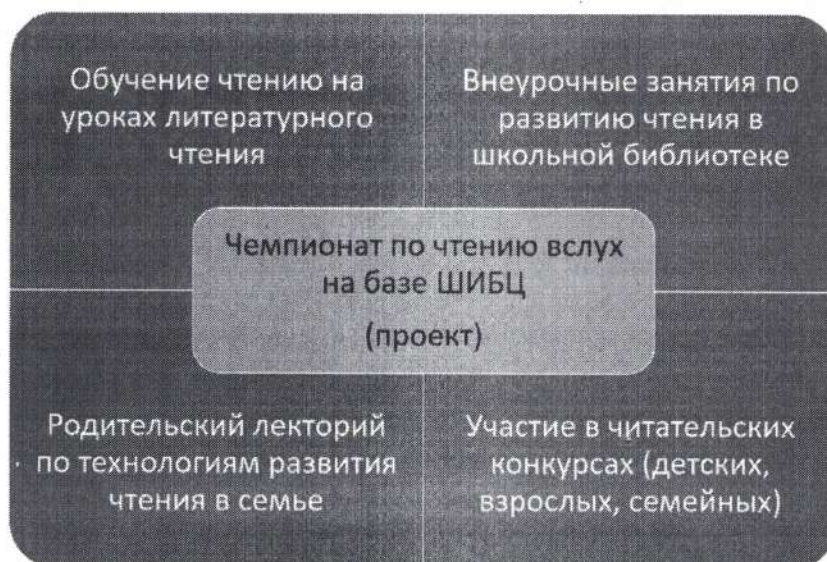 Обучение чтению на
уроках литературного
чтения
Внеурочные занятия по
развитию чтения в
школьной библиотеке
Чемпионат по чтению вслух
на базе ШИБЦ
(проект)
Родительский лекторий
по технологиям развития
чтения в семье
Участие в читательских
конкурсах (детских,
взрослых, семейных)